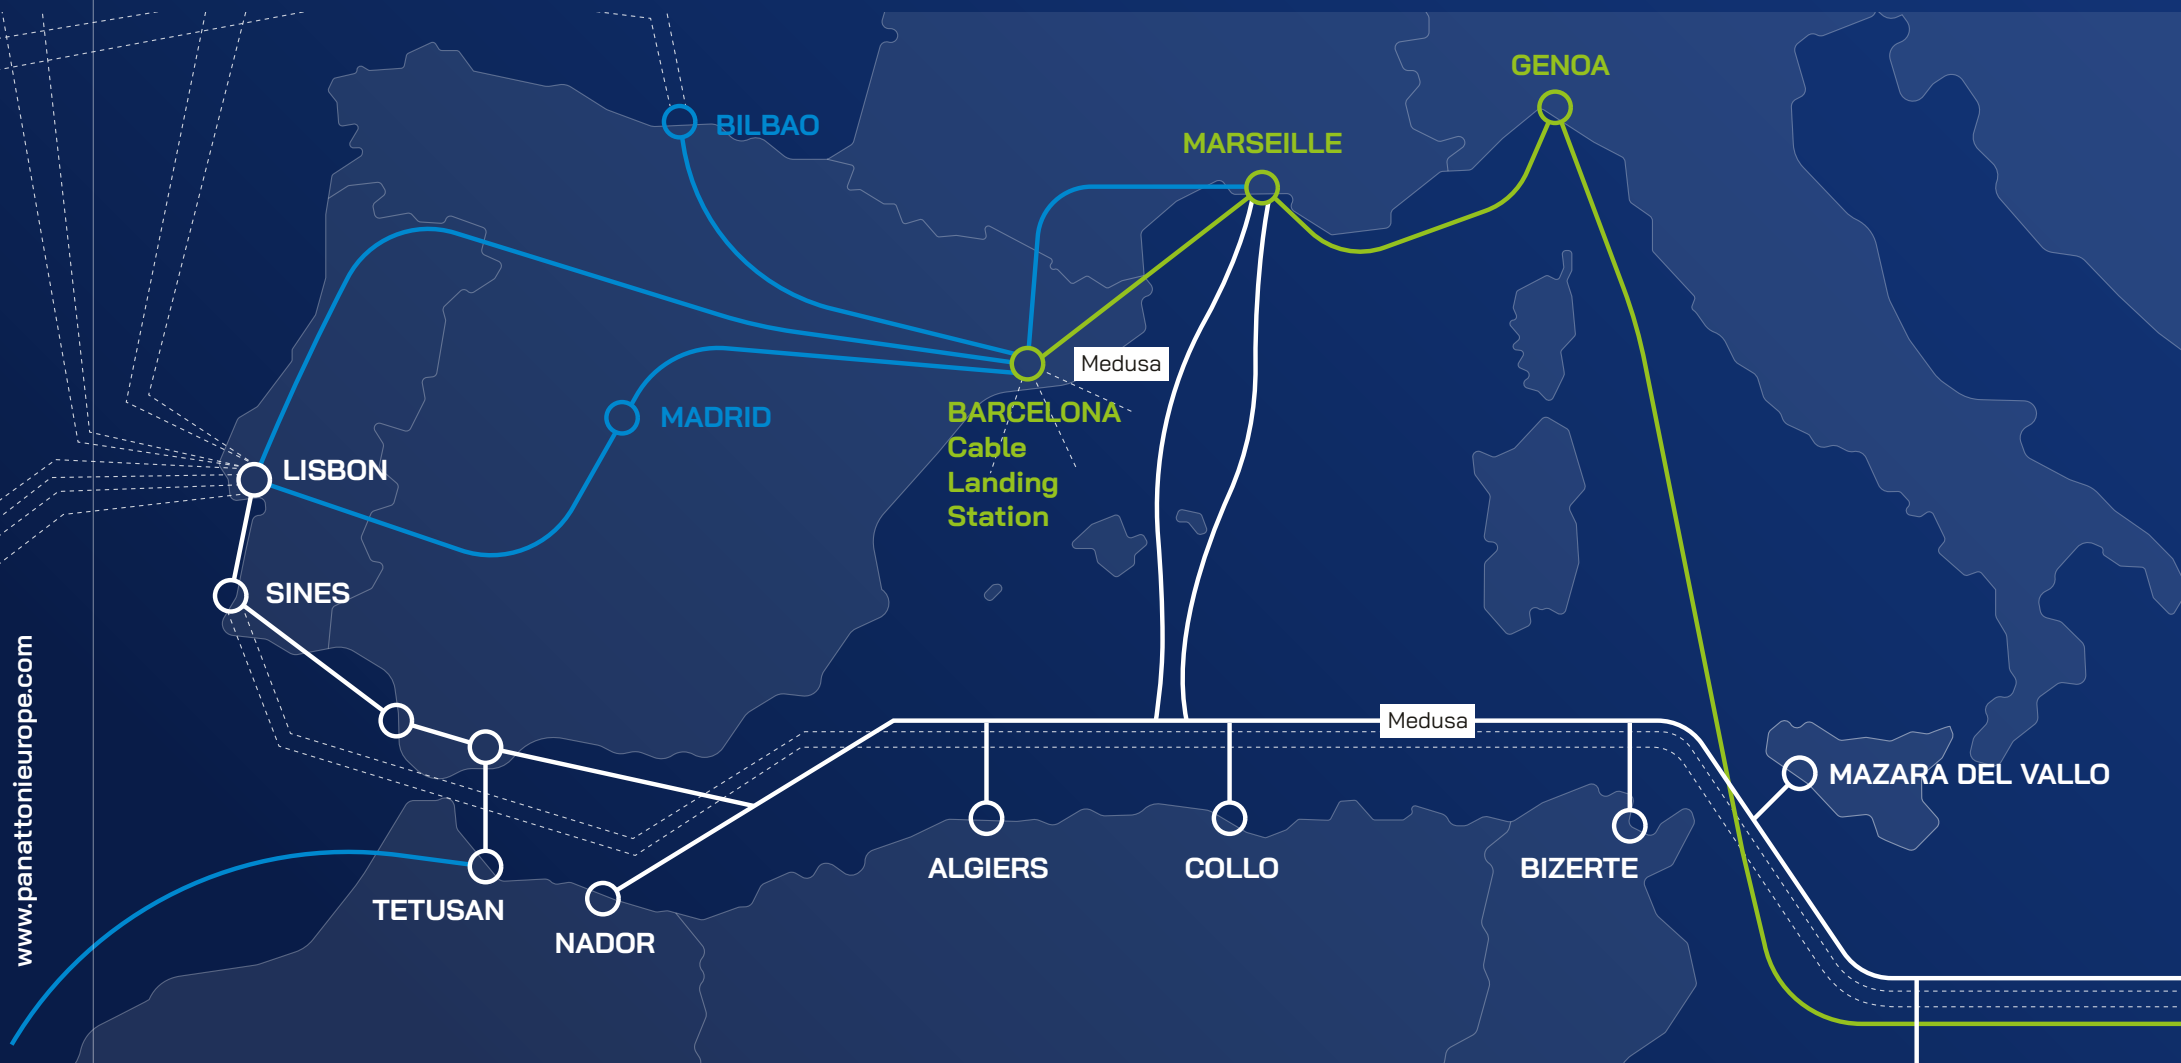 GENOA
BILBAO
MARSEILLE
Medusa
MADRID
BARCELONA
Cable
Landing
Station
LISBON
SINES
Medusa
MAZARA DEL VALLO
ALGIERS
COLLO
BIZERTE
TETUSAN
NADOR
www.panattonieurope.com